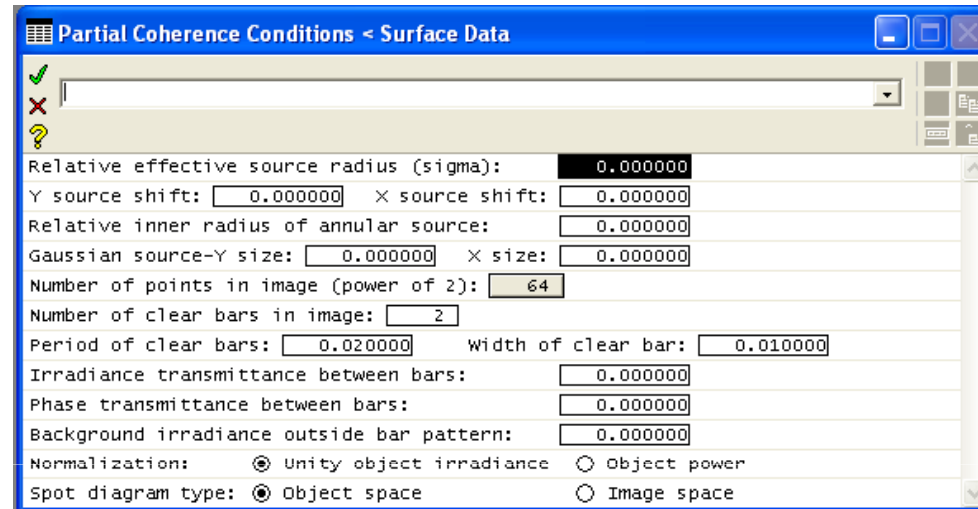 Partial Coherence Conditions < Surface Data
Relative effective source radius (sigma): 0.000000
Y source shift: 0.000000 X source shift: 0.000000
Relative inner radius of annular source: 0.000000
Gaussian source-Y size: 0.000000 X size: 0.000000
Number of points in image (power of 2): 64
Number of clear bars in image: 2
Period of clear bars: 0.020000 Width of clear bar: 0.010000
Irradiance transmittance between bars: 0.000000
Phase transmittance between bars: 0.000000
Background irradiance outside bar pattern: 0.000000
Normalization: Unity object irradiance Object power
Spot diagram type: Object space Image space